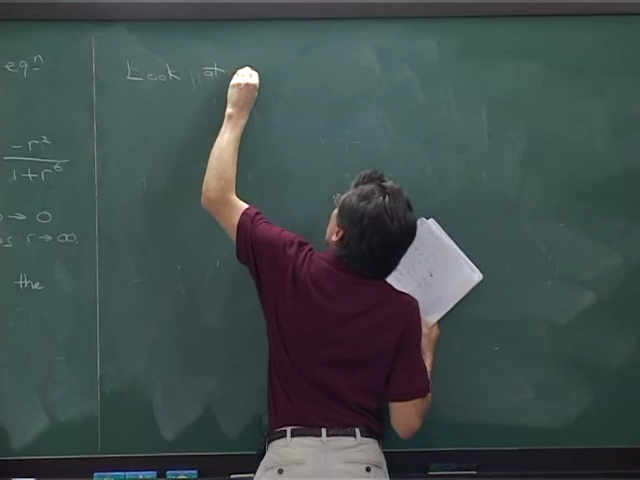 eqn
-r²
1+r⁶
→ 0
as r→∞
the
Look at